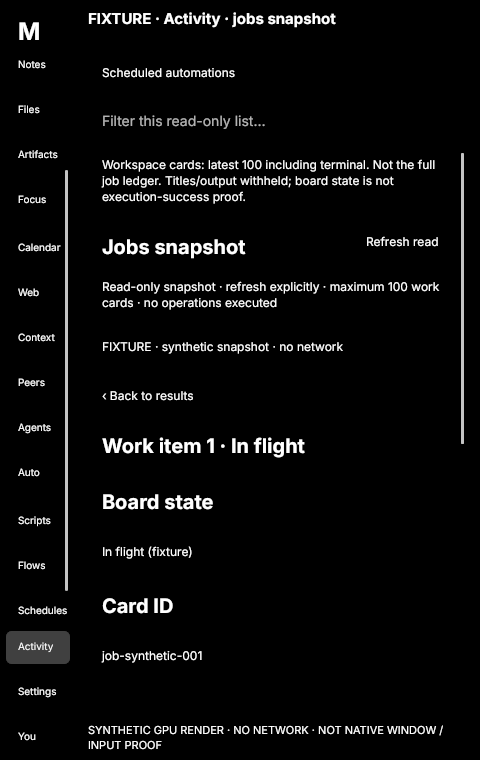 M
Notes
Files
Artifacts
Focus
Calendar
Web
Context
Peers
Agents
Auto
Scripts
Flows
Schedules
Activity
Settings
You
FIXTURE · Activity · jobs snapshot
Scheduled automations
Filter this read-only list...
Workspace cards: latest 100 including terminal. Not the full
job ledger. Titles/output withheld; board state is not
execution-success proof.
Jobs snapshot
Refresh read
Read-only snapshot · refresh explicitly · maximum 100 work
cards · no operations executed
FIXTURE · synthetic snapshot · no network
‹ Back to results
Work item 1 · In flight
Board state
In flight (fixture)
Card ID
job-synthetic-001
SYNTHETIC GPU RENDER · NO NETWORK · NOT NATIVE WINDOW /
INPUT PROOF